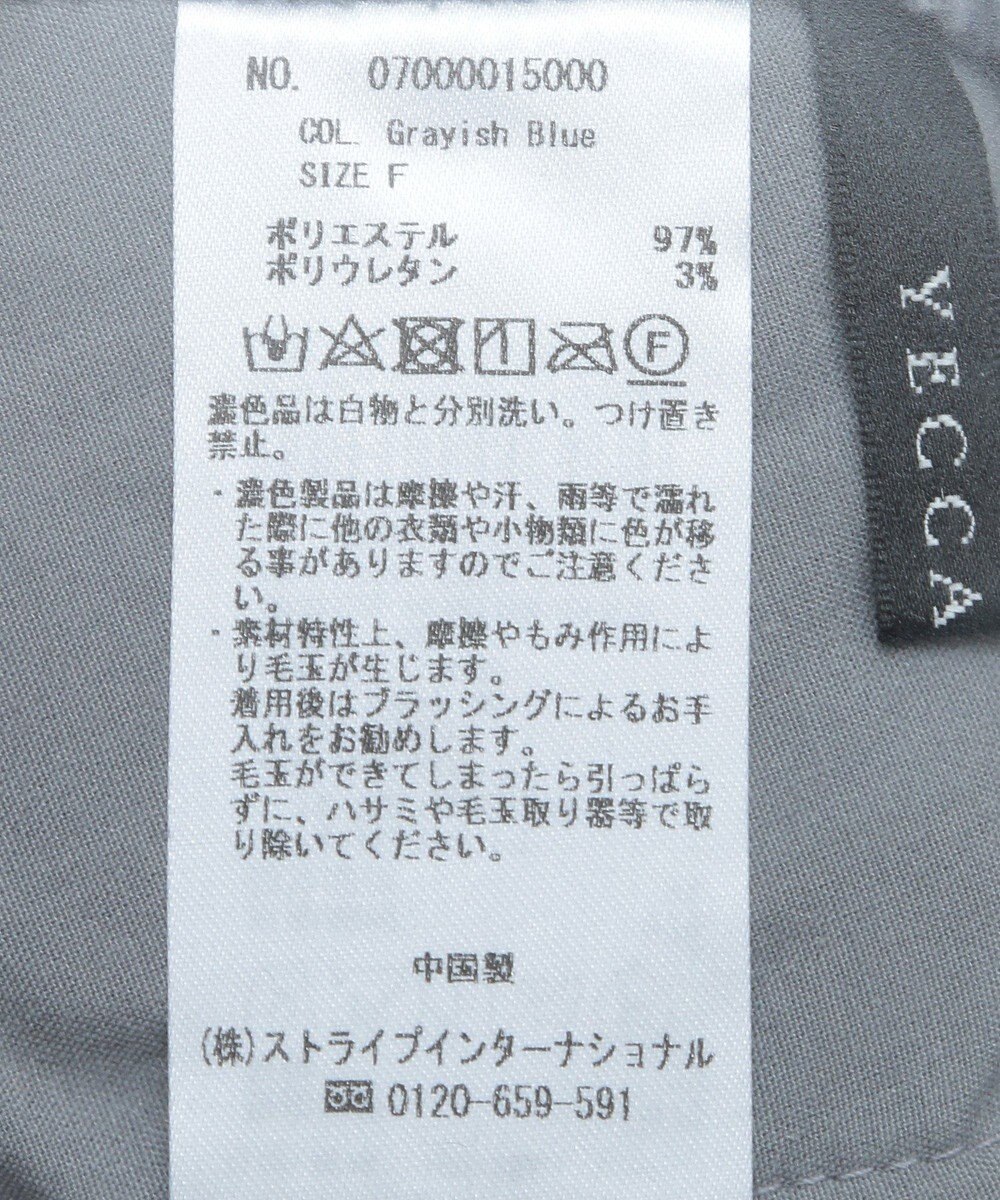 NO. 07000015000
COL. Grayish Blue
SIZE F
ポリエステル 97%
ポリウレタン 3%
F
濃色品は白物と分別洗い。つけ置き
禁止。
・濃色製品は摩擦や汗、雨等で濡れ
た際に他の衣類や小物類に色が移
る事がありますのでご注意くださ
い。
・素材特性上、摩擦やもみ作用によ
り毛玉が生じます。
着用後はブラッシングによるお手
入れをお勧めします。
毛玉ができてしまったら引っぱら
ずに、ハサミや毛玉取り器等で取
り除いてください。
中国製
(株)ストライプインターナショナル
0120-659-591
YECCA